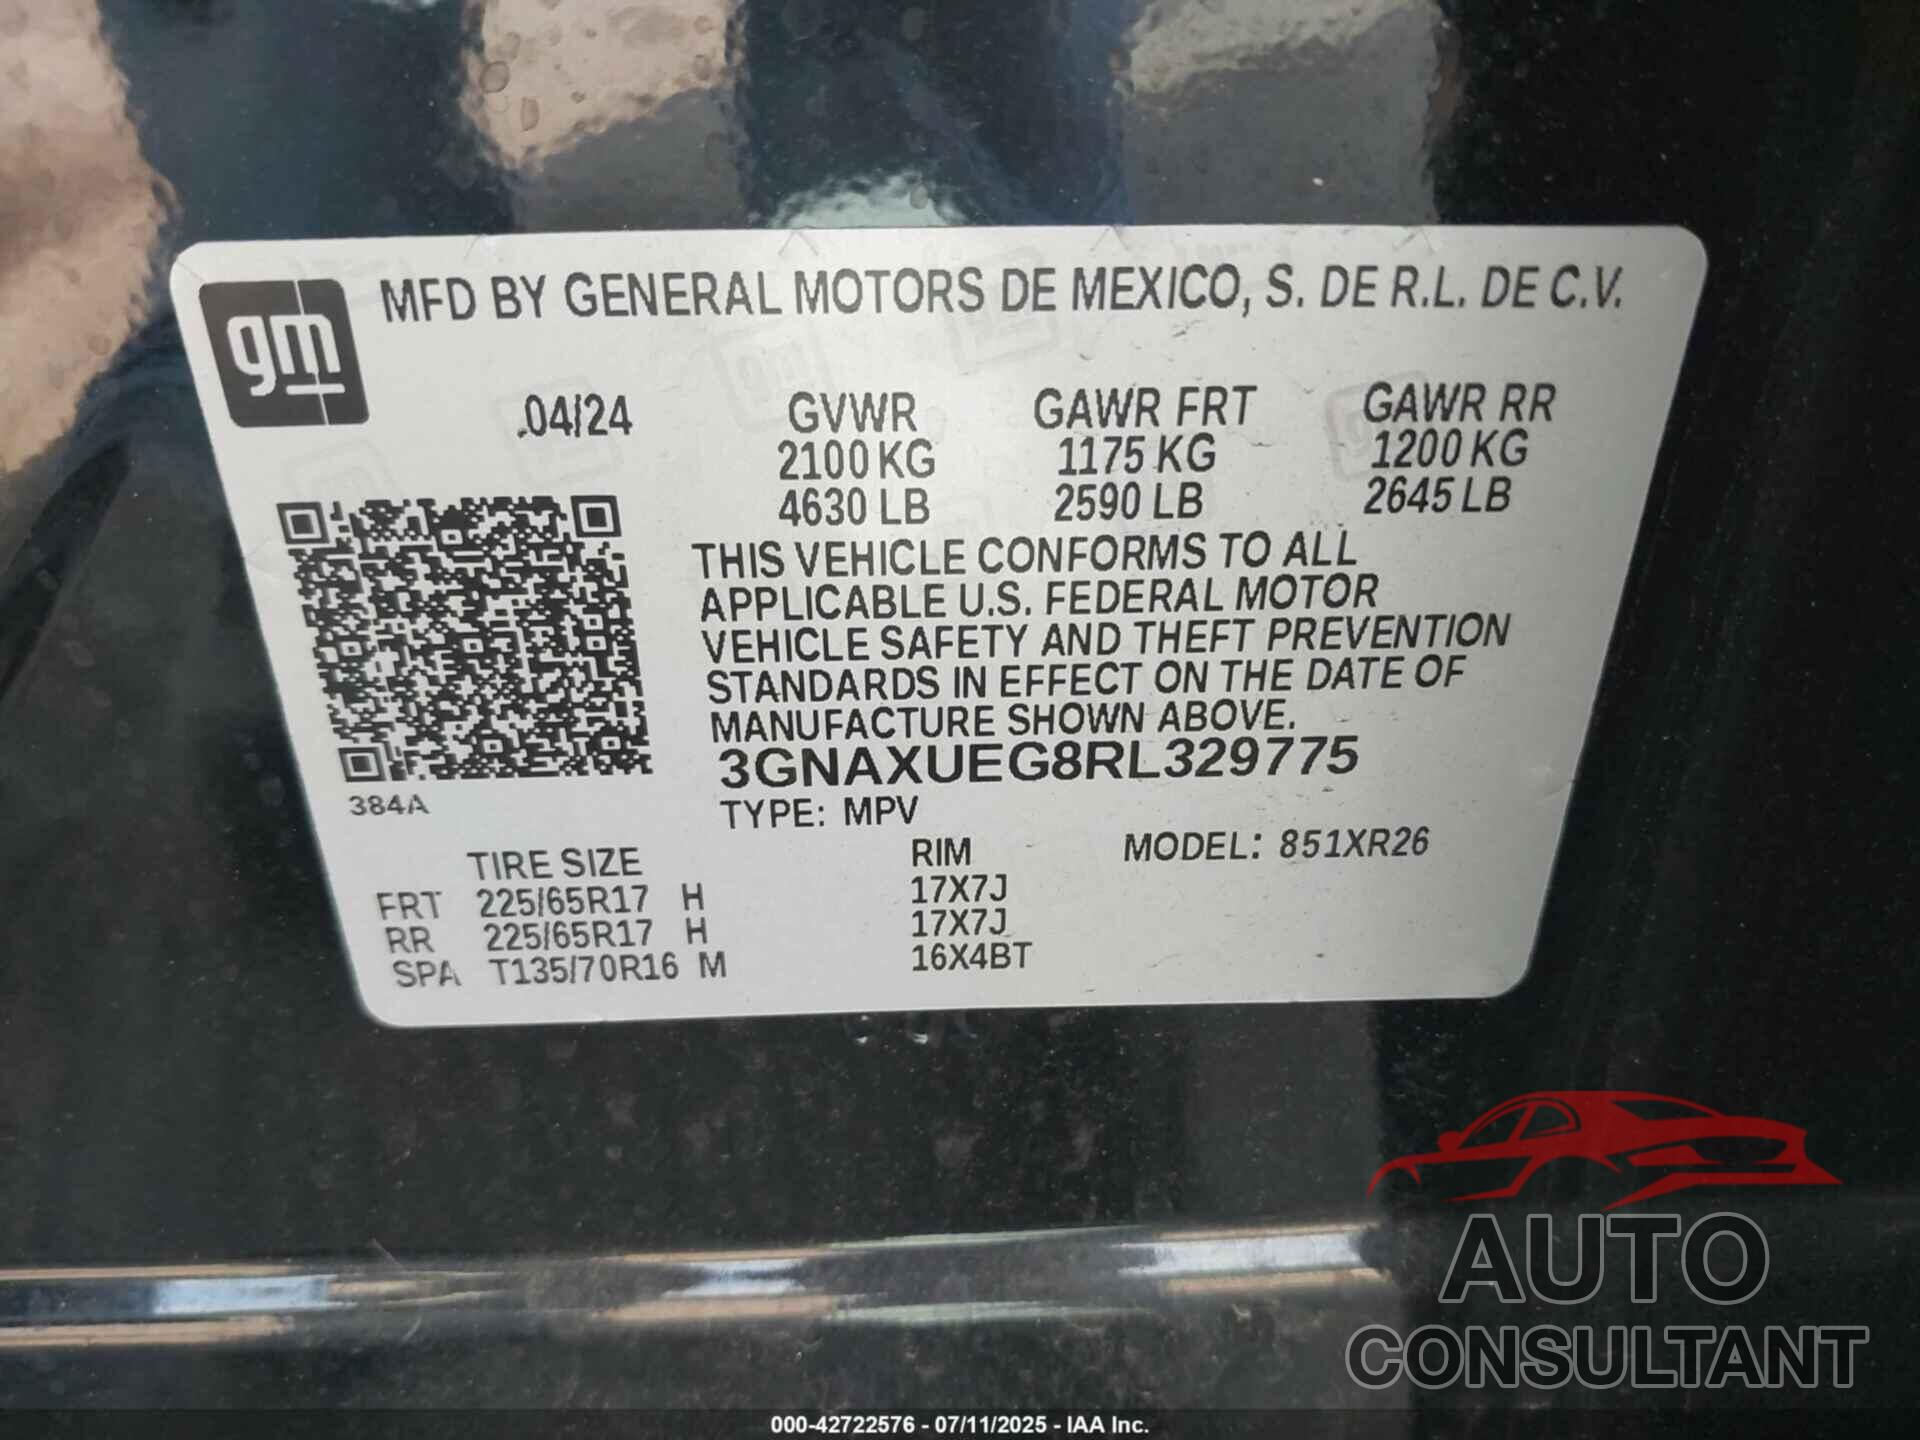 gm
MFD BY GENERAL MOTORS DE MEXICO, S. DE R.L. DE C.V.
04/24 GVWR GAWR FRT GAWR RR
2100 KG 1175 KG 1200 KG
4630 LB 2590 LB 2645 LB
THIS VEHICLE CONFORMS TO ALL
APPLICABLE U.S. FEDERAL MOTOR
VEHICLE SAFETY AND THEFT PREVENTION
STANDARDS IN EFFECT ON THE DATE OF
MANUFACTURE SHOWN ABOVE.
3GNAXUEG8RL329775
384A
TYPE: MPV
TIRE SIZE RIM MODEL: 851XR26
FRT 225/65R17 H 17X7J
RR 225/65R17 H 17X7J
SPA T135/70R16 M 16X4BT
AUTO
CONSULTANT
000-42722576 - 07/11/2025 - IAA Inc.